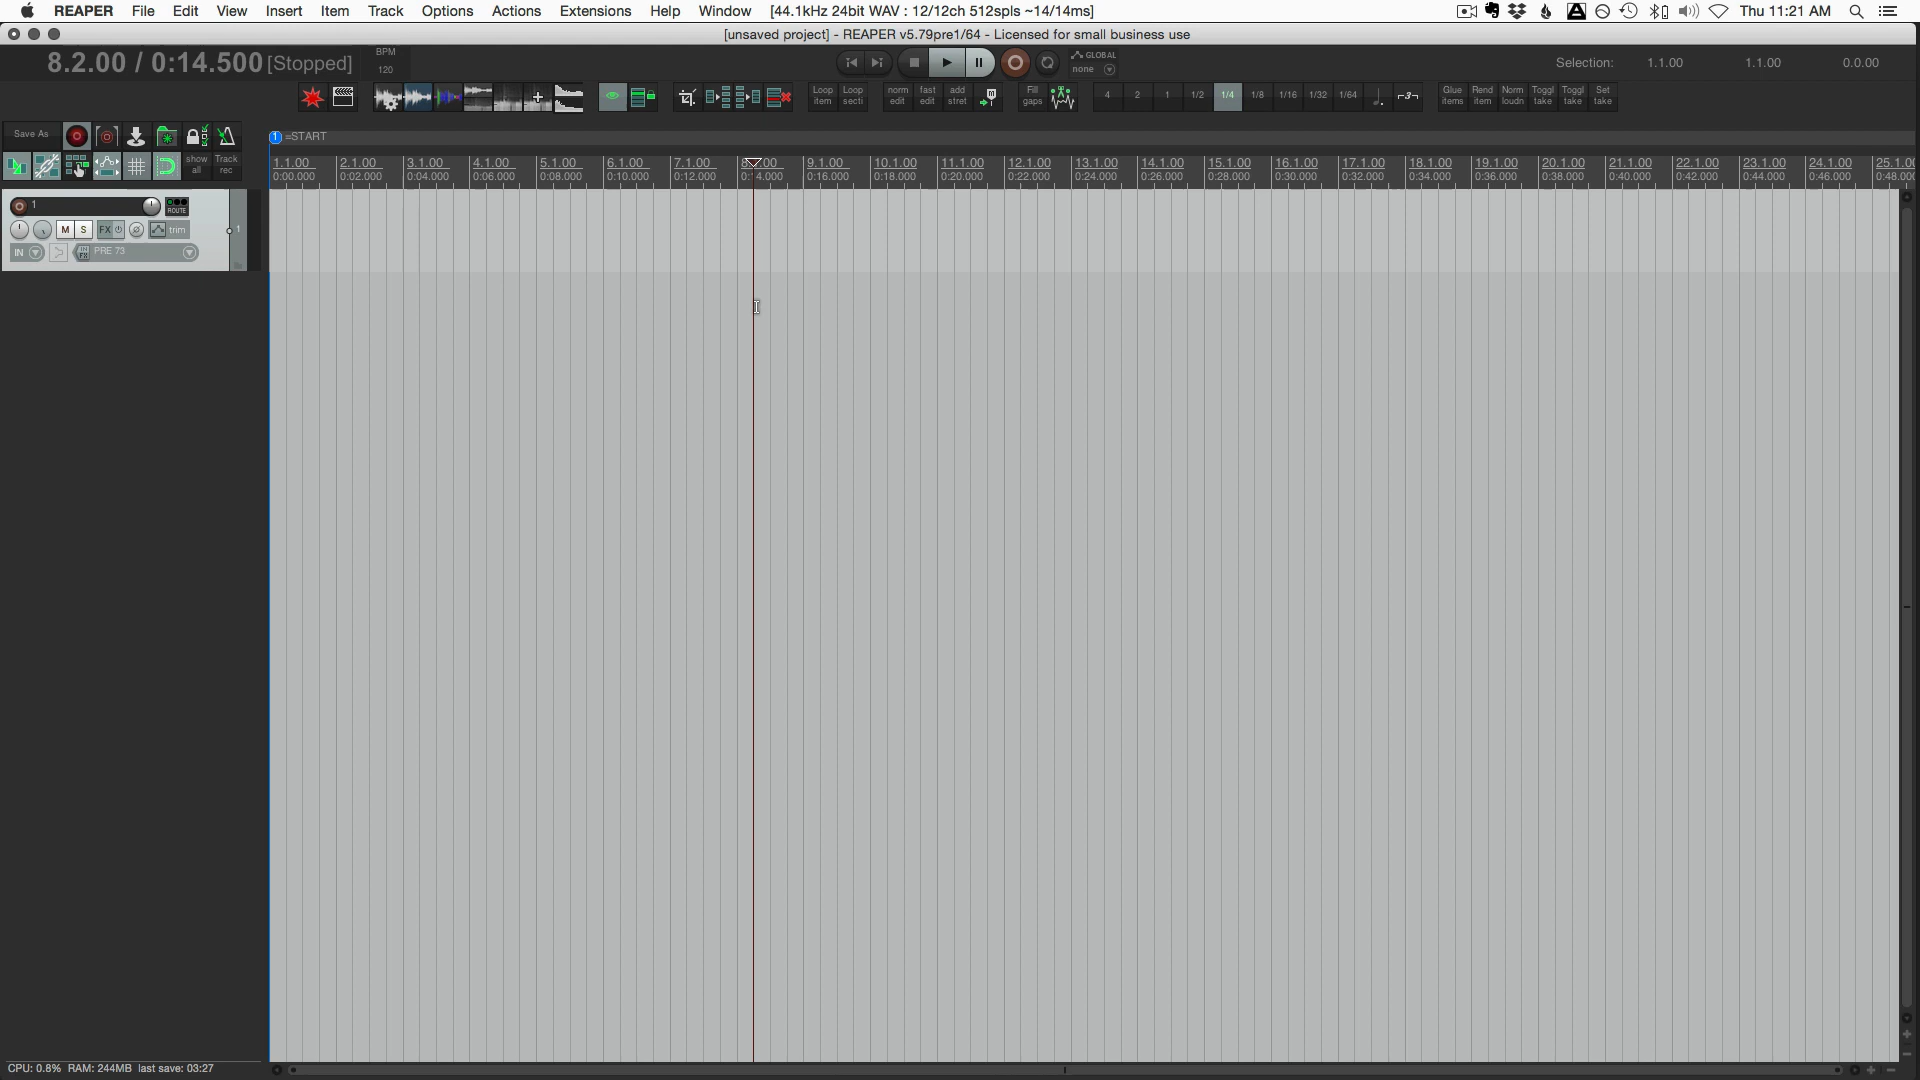 REAPER File Edit View Insert Item Track Options Actions Extensions Help Window [44.1kHz 24bit WAV : 12/12ch 512spls ~14/14ms] Thu 11:21 AM
[unsaved project] - REAPER v5.79pre1/64 - Licensed for small business use
8.2.00 / 0:14.500 [Stopped] BPM 120 GLOBAL none Selection: 1.1.00 1.1.00 0.0.00
Loop item Loop secti norm edit fast edit add stret Fill gaps 4 2 1 1/2 1/4 1/8 1/16 1/32 1/64 3 Glue items Rend item Norm loudn Toggl take Toggl take Set take
Save As
1 =START
show all Track rec
1.1.00 2.1.00 3.1.00 4.1.00 5.1.00 6.1.00 7.1.00 9.1.00 10.1.00 11.1.00 12.1.00 13.1.00 14.1.00 15.1.00 16.1.00 17.1.00 18.1.00 19.1.00 20.1.00 21.1.00 22.1.00 23.1.00 24.1.00
0:00.000 0:02.000 0:04.000 0:06.000 0:08.000 0:10.000 0:12.000 0:14.000 0:16.000 0:18.000 0:20.000 0:22.000 0:24.000 0:26.000 0:28.000 0:30.000 0:32.000 0:34.000 0:36.000 0:38.000 0:40.000 0:42.000 0:44.000 0:46.000
1 ROUTE
M S FX trim 1
IN IN FX PRE 73
CPU: 0.8% RAM: 244MB last save: 03:27